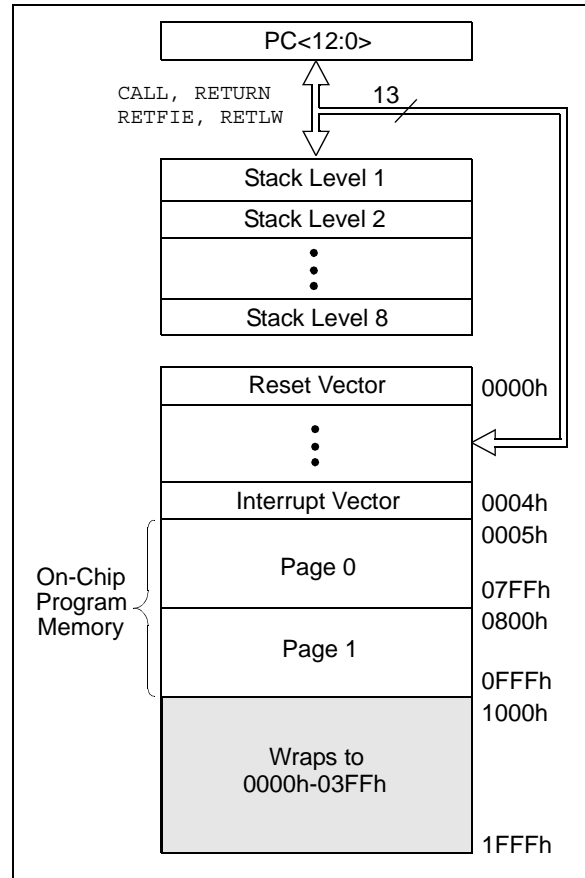 PC<12:0>
CALL, RETURN
RETFIE, RETLW
13
Stack Level 1
Stack Level 2
Stack Level 8
Reset Vector
0000h
Interrupt Vector
0004h
0005h
On-Chip
Program
Memory
Page 0
07FFh
0800h
Page 1
0FFFh
1000h
Wraps to
0000h-03FFh
1FFFh